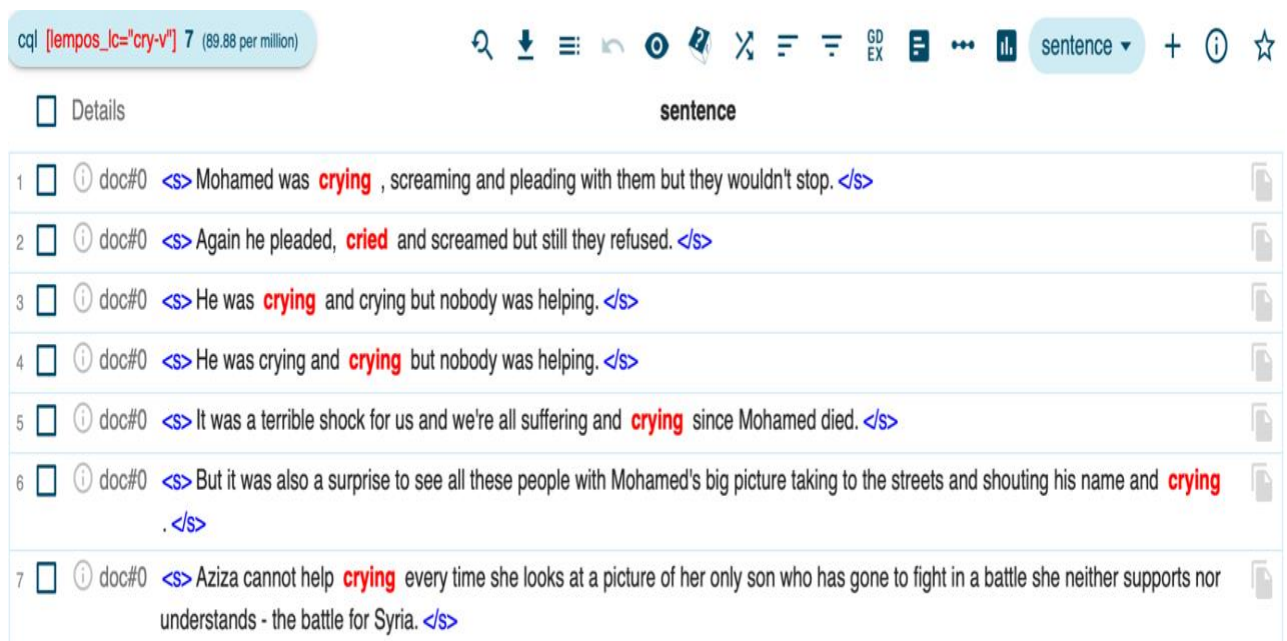 cql [lempos_lc="cry-v"] 7 (89.88 per million)
GD EX
sentence
Details sentence
1 doc#0 <s> Mohamed was crying , screaming and pleading with them but they wouldn't stop. </s>
2 doc#0 <s> Again he pleaded, cried and screamed but still they refused. </s>
3 doc#0 <s> He was crying and crying but nobody was helping. </s>
4 doc#0 <s> He was crying and crying but nobody was helping. </s>
5 doc#0 <s> It was a terrible shock for us and we're all suffering and crying since Mohamed died. </s>
6 doc#0 <s> But it was also a surprise to see all these people with Mohamed's big picture taking to the streets and shouting his name and crying
. </s>
7 doc#0 <s> Aziza cannot help crying every time she looks at a picture of her only son who has gone to fight in a battle she neither supports nor
understands - the battle for Syria. </s>